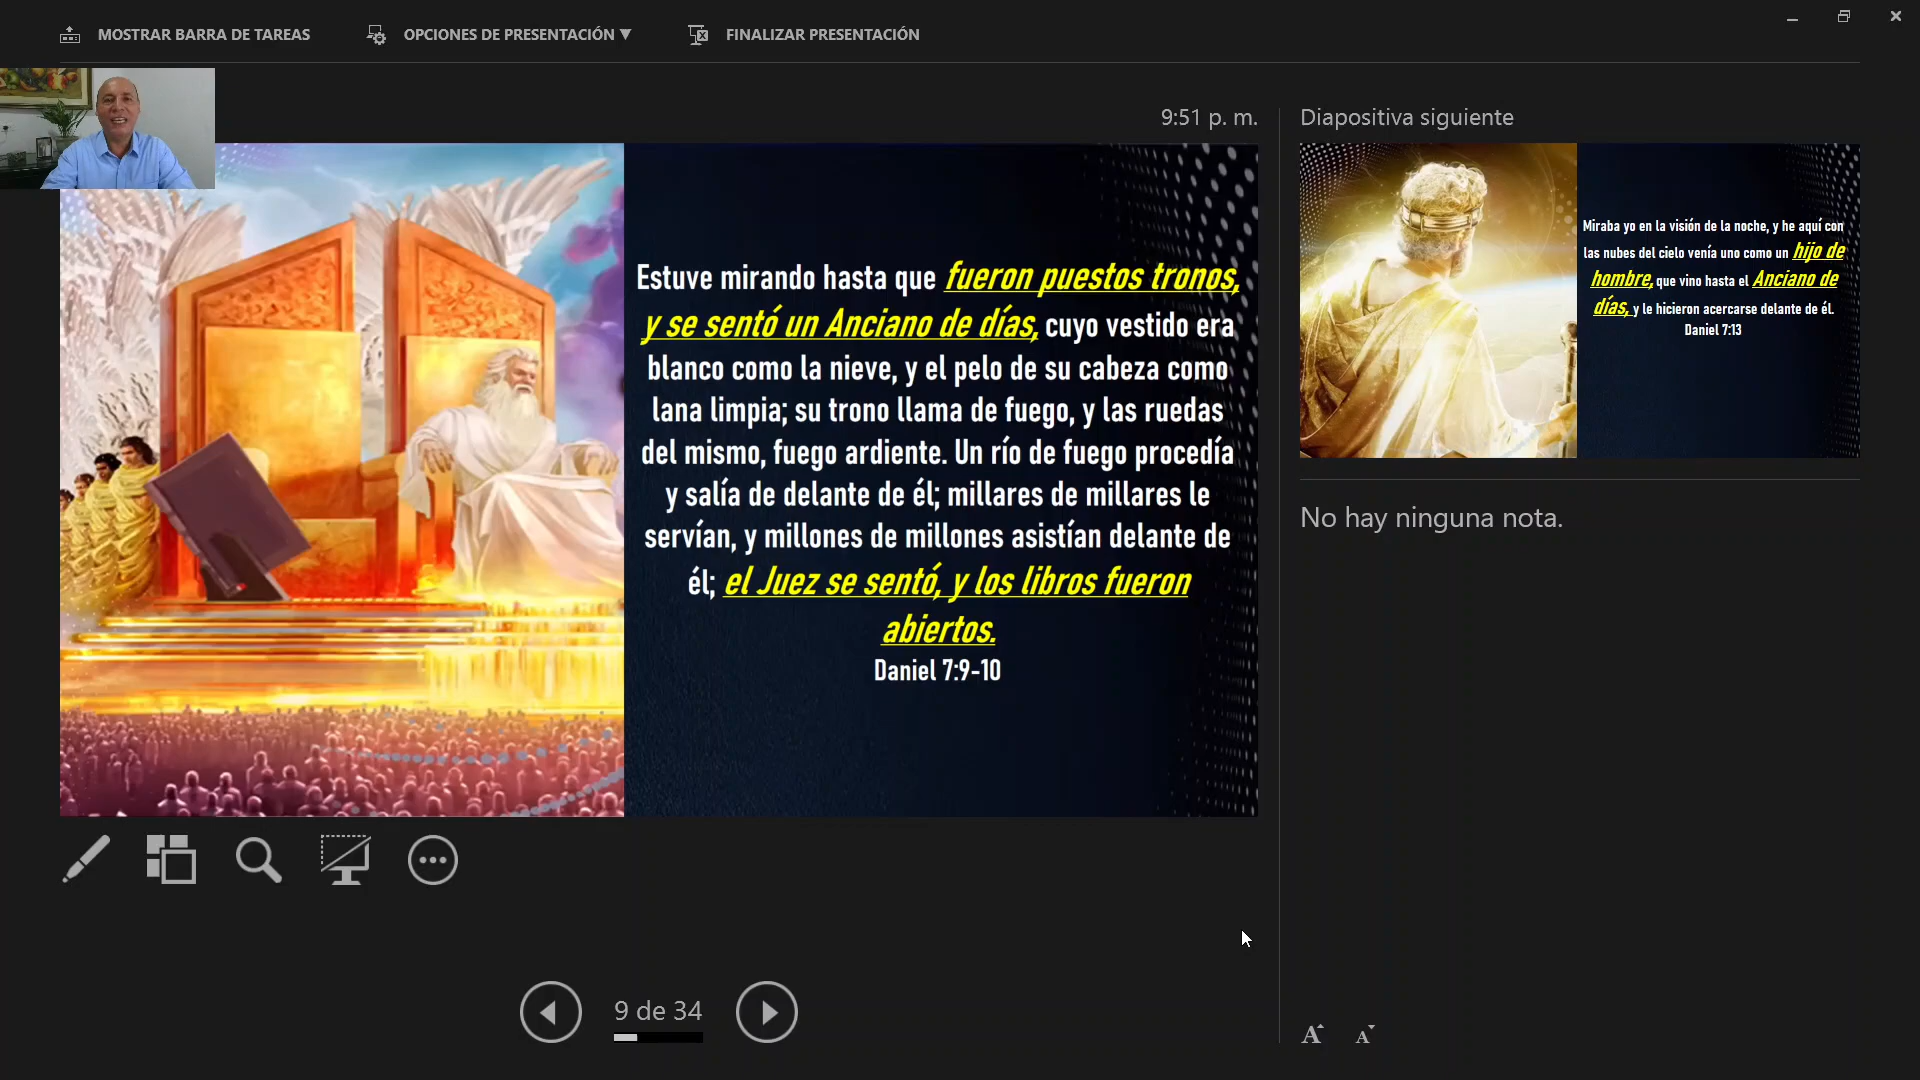 MOSTRAR BARRA DE TAREAS
OPCIONES DE PRESENTACIÓN ▼
FINALIZAR PRESENTACIÓN
9:51 p. m.
Estuve mirando hasta que fueron puestos tronos,
y se sentó un Anciano de días, cuyo vestido era
blanco como la nieve, y el pelo de su cabeza como
lana limpia; su trono llama de fuego, y las ruedas
del mismo, fuego ardiente. Un río de fuego procedía
y salía de delante de él; millares de millares le
servían, y millones de millones asistían delante de
él; el Juez se sentó, y los libros fueron
abiertos.
Daniel 7:9-10
9 de 34
Diapositiva siguiente
Miraba yo en la visión de la noche, y he aquí con
las nubes del cielo venía uno como un hijo de
hombre, que vino hasta el Anciano de
días, y le hicieron acercarse delante de él.
Daniel 7:13
No hay ninguna nota.
A A